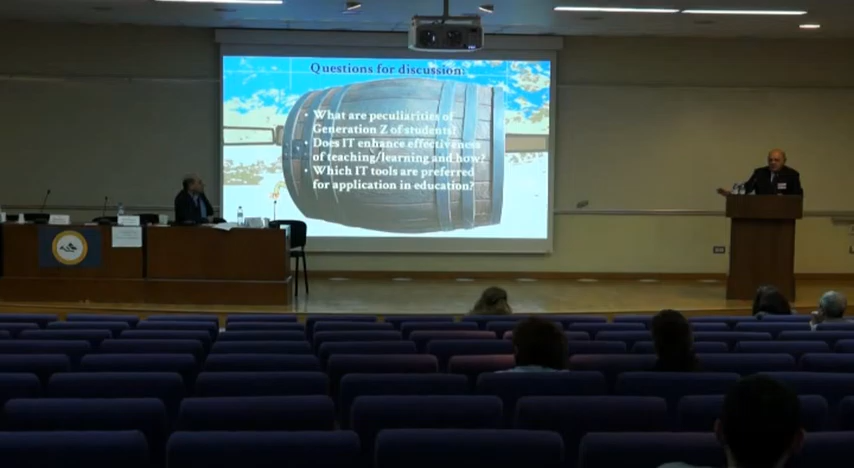 Questions for discussion:
• What are peculiarities of
Generation Z of students?
• Does IT enhance effectiveness
of teaching/learning and how?
• Which IT tools are preferred
for application in education?